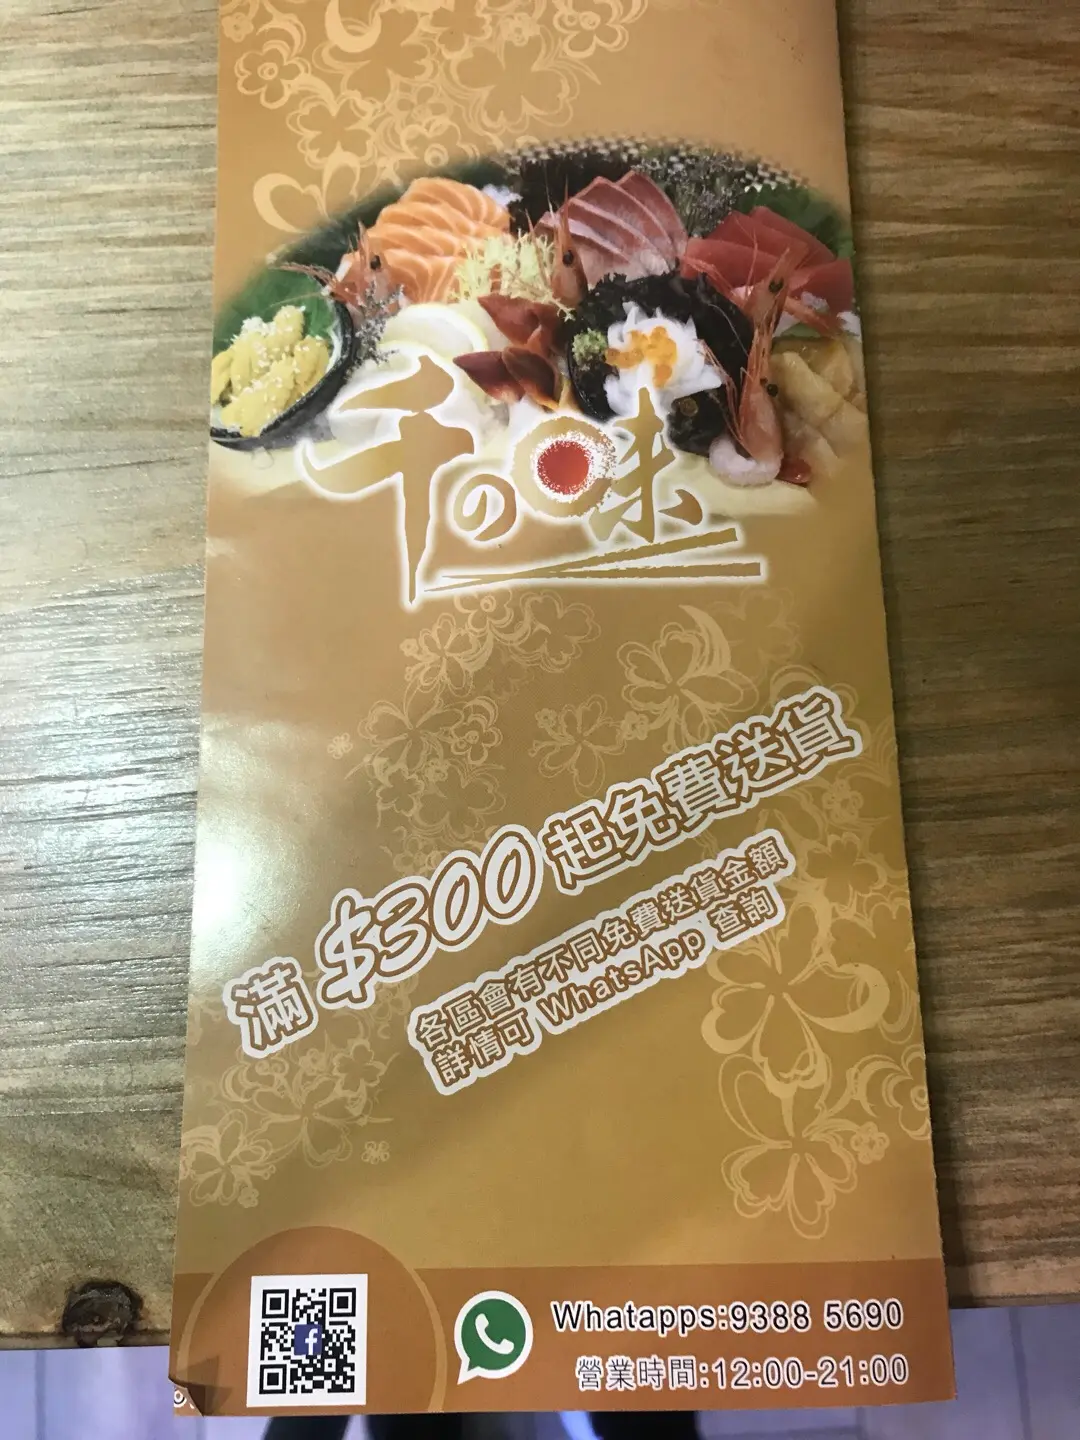 千の味
滿 $300 起免費送貨
各區會有不同免費送貨金額
詳情可 WhatsApp 查詢
Whatapps:9388 5690
營業時間:12:00-21:00